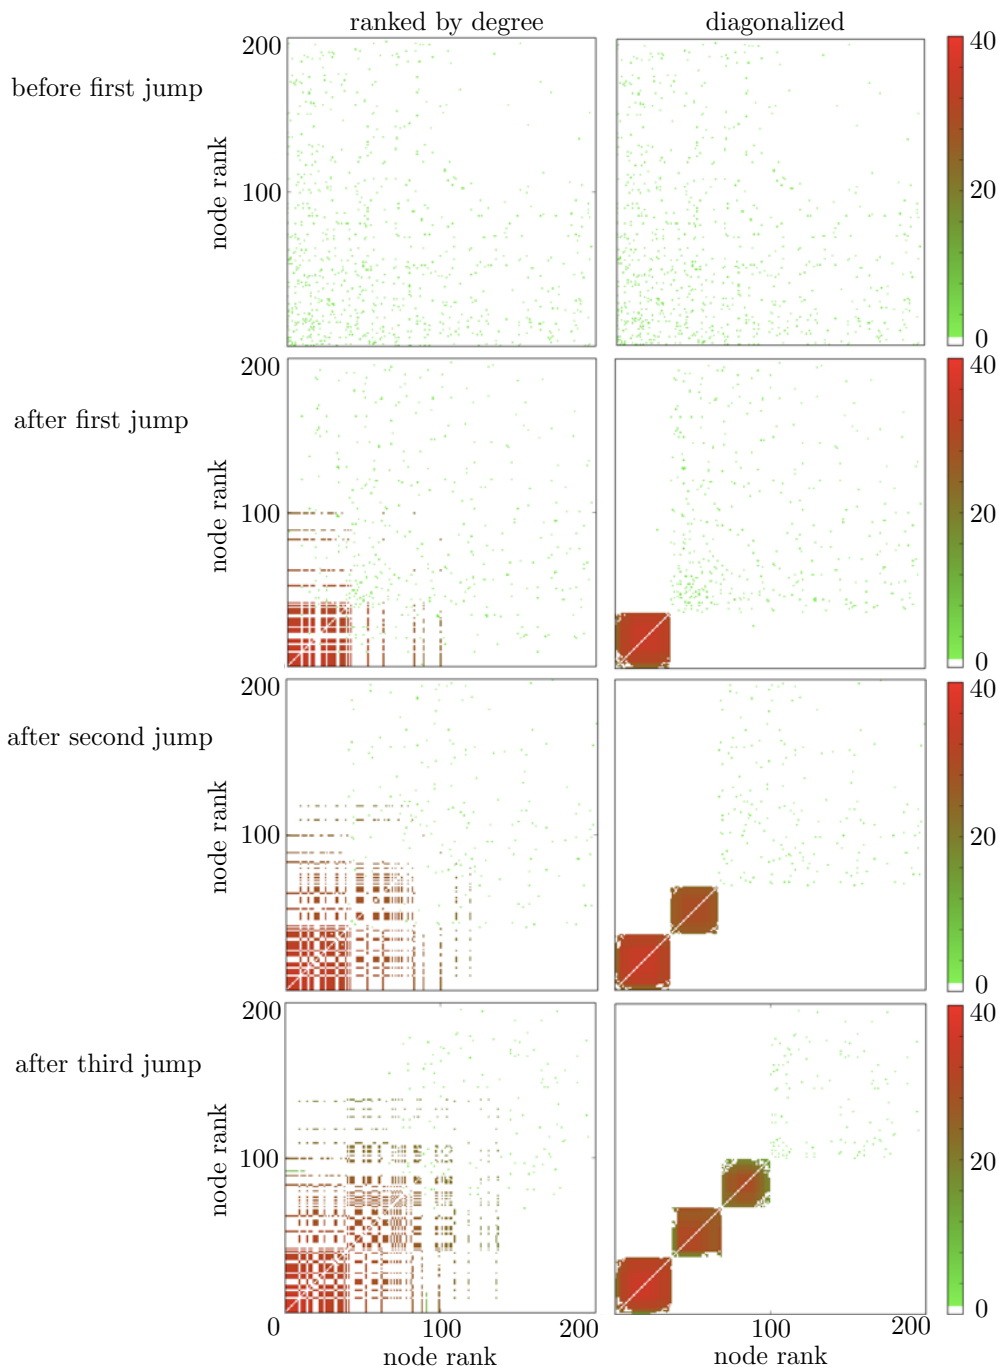 ranked by degree diagonalized
200 40
before first jump
node rank
100 20
0
200 40
after first jump
node rank
100 20
0
200 40
after second jump
node rank
100 20
0
200 40
after third jump
node rank
100 20
0 100 200 100 200 0
node rank node rank